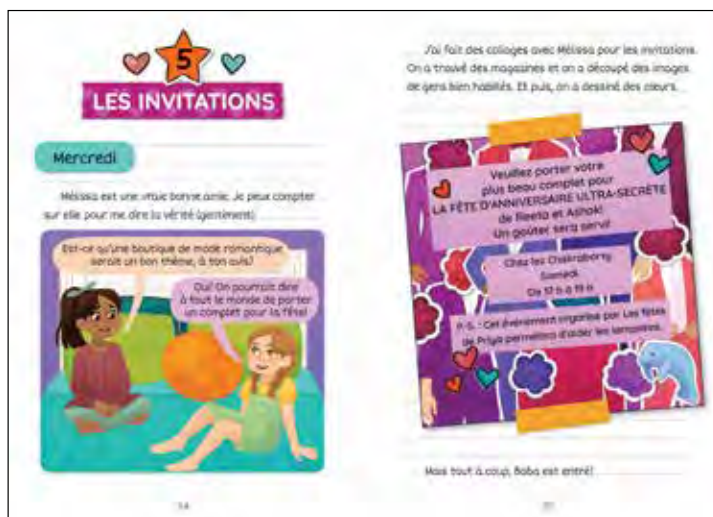 5
LES INVITATIONS
Mercredi
Mélissa est une vraie bonne amie. Je peux compter
sur elle pour me dire la vérité (gentiment).
Est-ce qu'une boutique de mode romantique
serait un bon thème, à ton avis?
Oui! On pourrait dire
à tout le monde de porter
un complet pour la fête!
J'ai fait des collages avec Mélissa pour les invitations.
On a trouvé des magazines et on a découpé des images
de gens bien habillés. Et puis, on a dessiné des cœurs.
Veuillez porter votre
plus beau complet pour
LA FÊTE D'ANNIVERSAIRE ULTRA-SECRÈTE
de Reeta et Ashok!
Un goûter sera servi!
Chez les Chakraborty
Samedi
De 17 h à 19 h
P.-S. : Cet événement organisé par Les fêtes
de Priya permettra d'aider les lamantins.
Mais tout à coup, Baba est entré!